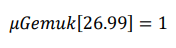 μGemuk[26.99] = 1